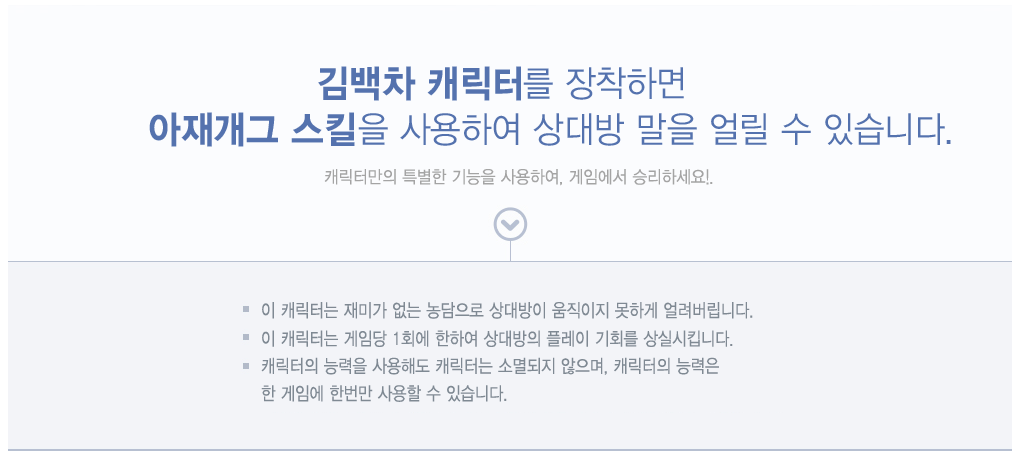 김백차 캐릭터를 장착하면
아재개그 스킬을 사용하여 상대방 말을 얼릴 수 있습니다.
캐릭터만의 특별한 기능을 사용하여, 게임에서 승리하세요!.
이 캐릭터는 재미가 없는 농담으로 상대방이 움직이지 못하게 얼려버립니다.
이 캐릭터는 게임당 1회에 한하여 상대방의 플레이 기회를 상실시킵니다.
캐릭터의 능력을 사용해도 캐릭터는 소멸되지 않으며, 캐릭터의 능력은
한 게임에 한번만 사용할 수 있습니다.